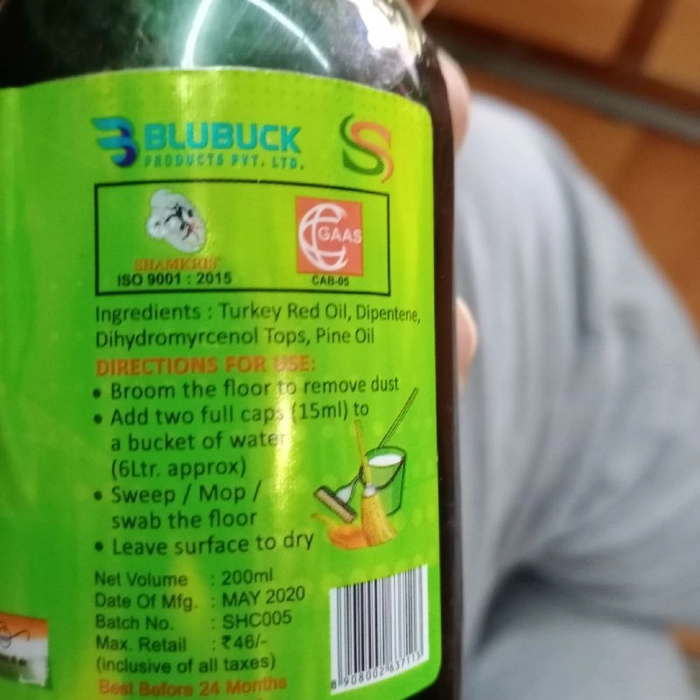 BLUBUCK
PRODUCTS PVT. LTD.
SHAMKRIS
ISO 9001 : 2015
GAAS
CAB-05
Ingredients : Turkey Red Oil, Dipentene,
Dihydromyrcenol Tops, Pine Oil
DIRECTIONS FOR USE:
• Broom the floor to remove dust
• Add two full caps (15ml) to
a bucket of water
(6Ltr. approx)
• Sweep / Mop /
swab the floor
• Leave surface to dry
Net Volume : 200ml
Date Of Mfg. : MAY 2020
Batch No. : SHC005
Max. Retail : ₹46/-
(inclusive of all taxes)
Best Before 24 Months
8 908002 637113